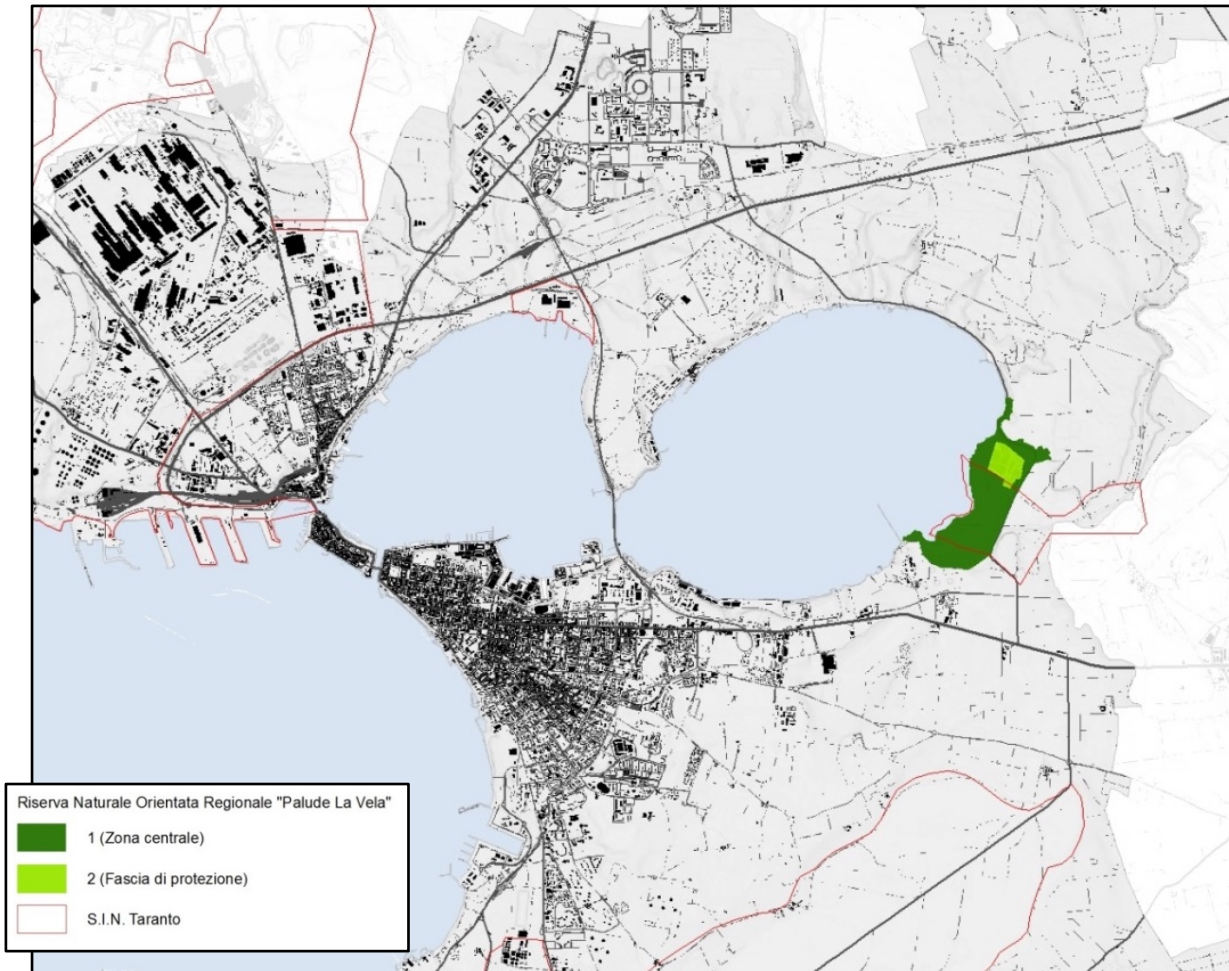 Riserva Naturale Orientata Regionale "Palude La Vela"
1 (Zona centrale)
2 (Fascia di protezione)
S.I.N. Taranto